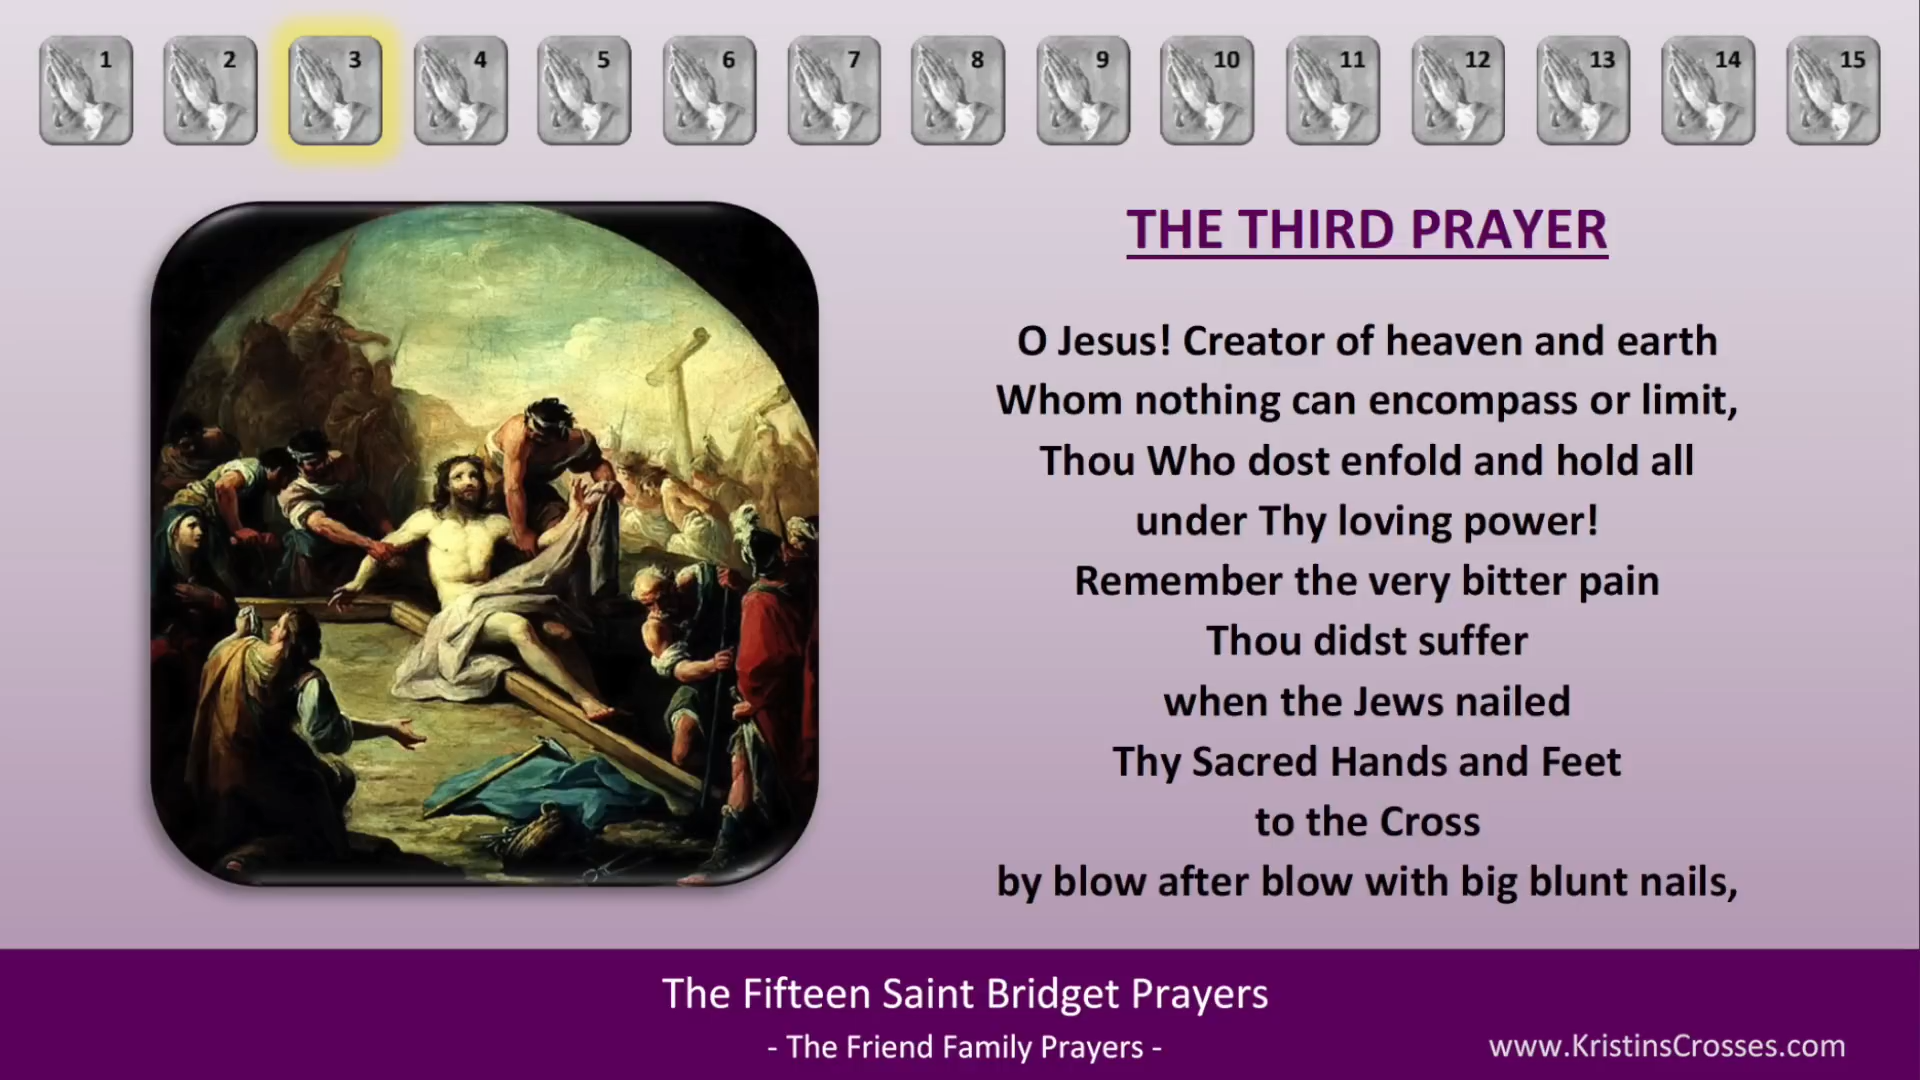 1 2 3 4 5 6 7 8 9 10 11 12 13 14 15
THE THIRD PRAYER
O Jesus! Creator of heaven and earth
Whom nothing can encompass or limit,
Thou Who dost enfold and hold all
under Thy loving power!
Remember the very bitter pain
Thou didst suffer
when the Jews nailed
Thy Sacred Hands and Feet
to the Cross
by blow after blow with big blunt nails,
The Fifteen Saint Bridget Prayers
- The Friend Family Prayers -
www.KristinsCrosses.com